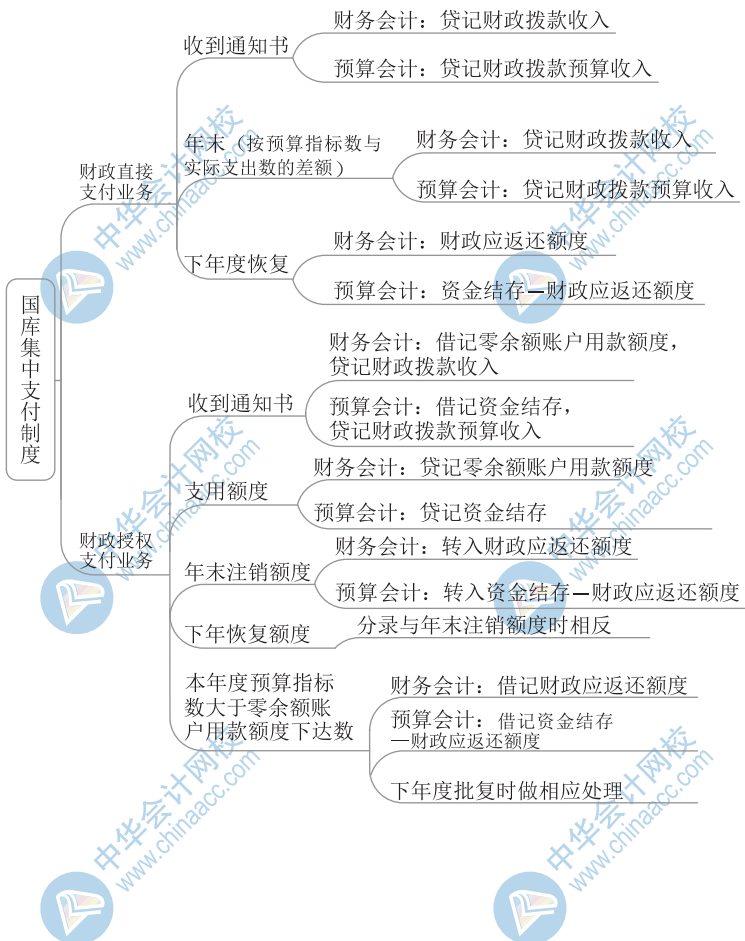 国库集中支付制度
财政直接
支付业务
收到通知书
财务会计：贷记财政拨款收入
预算会计：贷记财政拨款预算收入
年末（按预算指标数与
实际支出数的差额）
财务会计：贷记财政拨款收入
预算会计：贷记财政拨款预算收入
下年度恢复
财务会计：财政应返还额度
预算会计：资金结存—财政应返还额度
财政授权
支付业务
收到通知书
财务会计：借记零余额账户用款额度，
贷记财政拨款收入
预算会计：借记资金结存，
贷记财政拨款预算收入
支用额度
财务会计：贷记零余额账户用款额度
预算会计：贷记资金结存
年末注销额度
财务会计：转入财政应返还额度
预算会计：转入资金结存—财政应返还额度
下年恢复额度
分录与年末注销额度时相反
本年度预算指标
数大于零余额账
户用款额度下达数
财务会计：借记财政应返还额度
预算会计：借记资金结存
—财政应返还额度
下年度批复时做相应处理
中华会计网校
www.chinaacc.com
中华会计网校
www.chinaacc.com
中华会计网校
www.chinaacc.com
中华会计网校
www.chinaacc.com
中华会计网校
www.chinaacc.com
中华会计网校
www.chinaacc.com